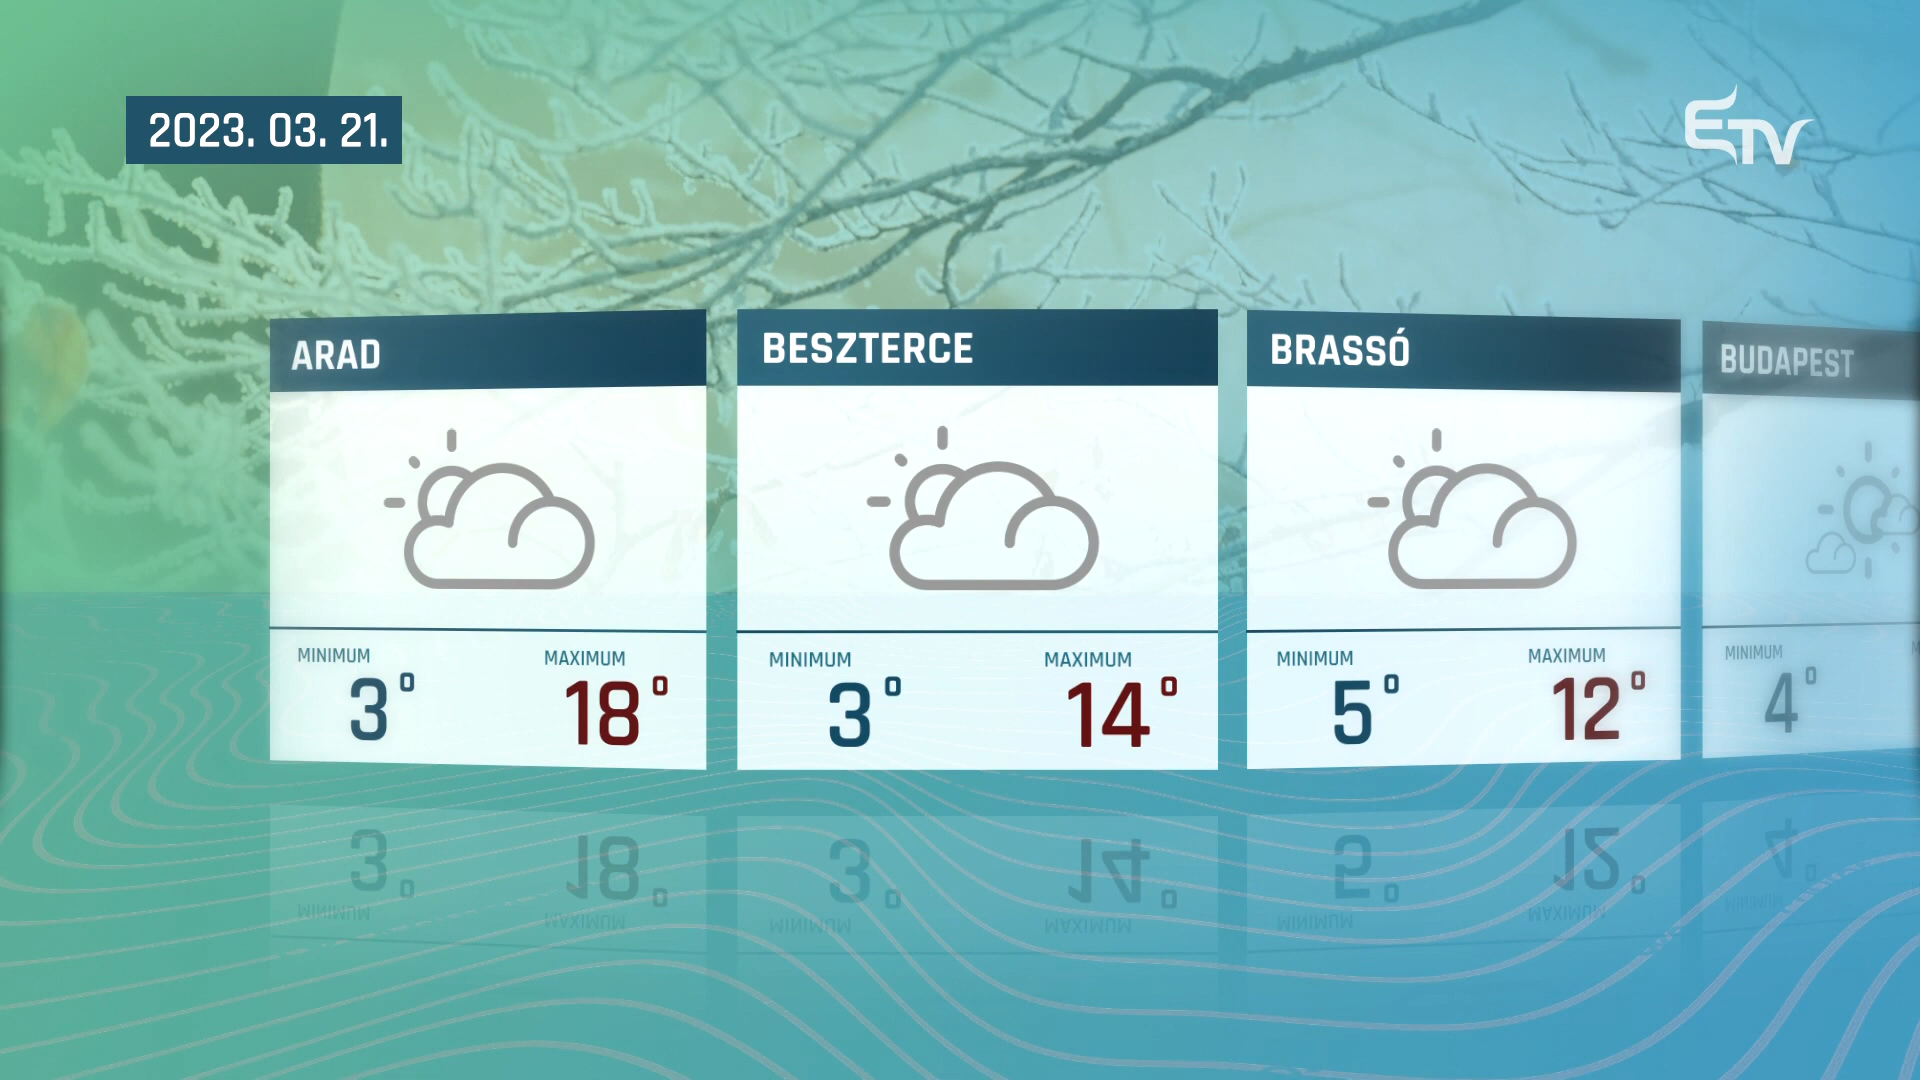 2023. 03. 21.
ETV
ARAD
MINIMUM
3°
MAXIMUM
18°
BESZTERCE
MINIMUM
3°
MAXIMUM
14°
BRASSÓ
MINIMUM
5°
MAXIMUM
12°
BUDAPEST
MINIMUM
4°